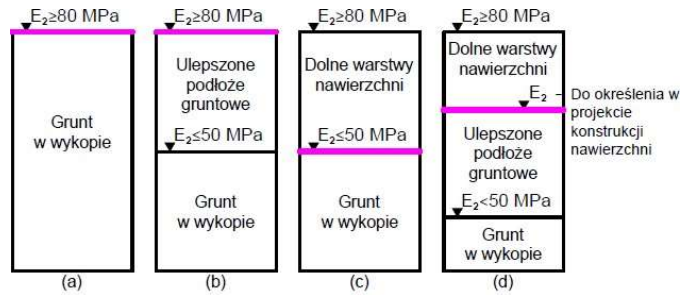 E₂≥80 MPa
Grunt
w wykopie
(a)
E₂≥80 MPa
Ulepszone
podłoże
gruntowe
E₂≤50 MPa
Grunt
w wykopie
(b)
E₂≥80 MPa
Dolne warstwy
nawierzchni
E₂≤50 MPa
Grunt
w wykopie
(c)
E₂≥80 MPa
Dolne warstwy
nawierzchni
E₂ – Do określenia w
projekcie
konstrukcji
nawierzchni
Ulepszone
podłoże
gruntowe
E₂<50 MPa
Grunt
w wykopie
(d)